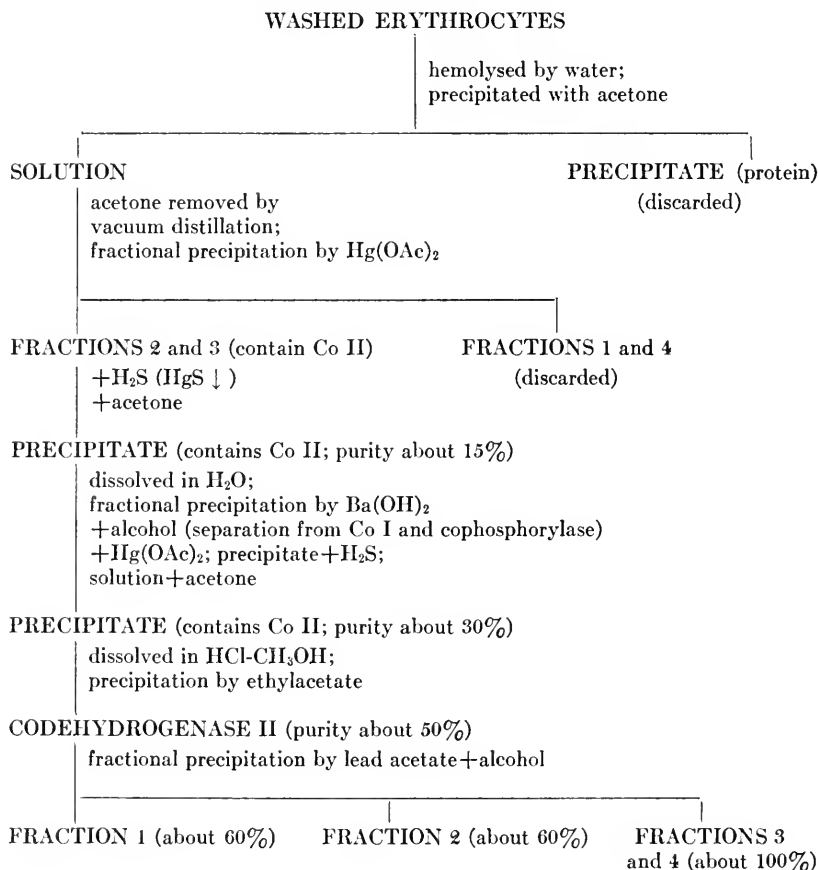 WASHED ERYTHROCYTES
hemolysed by water;
precipitated with acetone
SOLUTION
PRECIPITATE (protein)
(discarded)
acetone removed by
vacuum distillation;
fractional precipitation by Hg(OAc)₂
FRACTIONS 2 and 3 (contain Co II)
FRACTIONS 1 and 4
(discarded)
+H₂S (HgS ↓ )
+acetone
PRECIPITATE (contains Co II; purity about 15%)
dissolved in H₂O;
fractional precipitation by Ba(OH)₂
+alcohol (separation from Co I and cophosphorylase)
+Hg(OAc)₂; precipitate+H₂S;
solution+acetone
PRECIPITATE (contains Co II; purity about 30%)
dissolved in HCl-CH₃OH;
precipitation by ethylacetate
CODEHYDROGENASE II (purity about 50%)
fractional precipitation by lead acetate+alcohol
FRACTION 1 (about 60%)
FRACTION 2 (about 60%)
FRACTIONS 3
and 4 (about 100%)